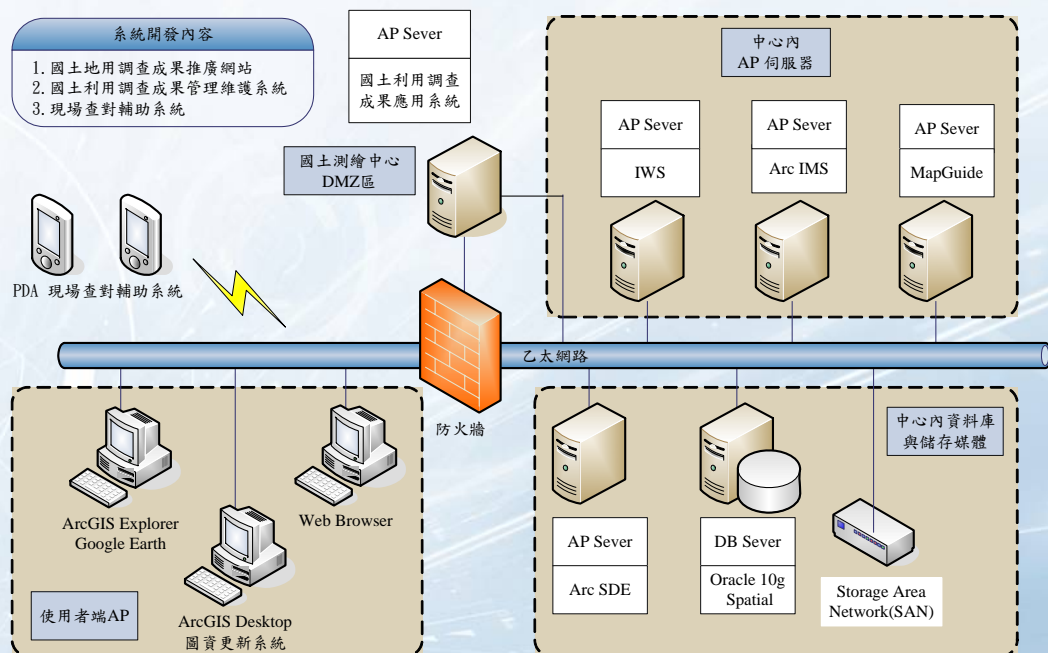 系統開發內容
1. 國土地用調查成果推廣網站
2. 國土利用調查成果管理維護系統
3. 現場查對輔助系統
AP Sever
國土利用調查
成果應用系統
國土測繪中心
DMZ區
中心內
AP 伺服器
AP Sever
IWS
AP Sever
Arc IMS
AP Sever
MapGuide
PDA 現場查對輔助系統
乙太網路
防火牆
ArcGIS Explorer
Google Earth
Web Browser
ArcGIS Desktop
圖資更新系統
使用者端AP
中心內資料庫
與儲存媒體
AP Sever
Arc SDE
DB Sever
Oracle 10g
Spatial
Storage Area
Network(SAN)